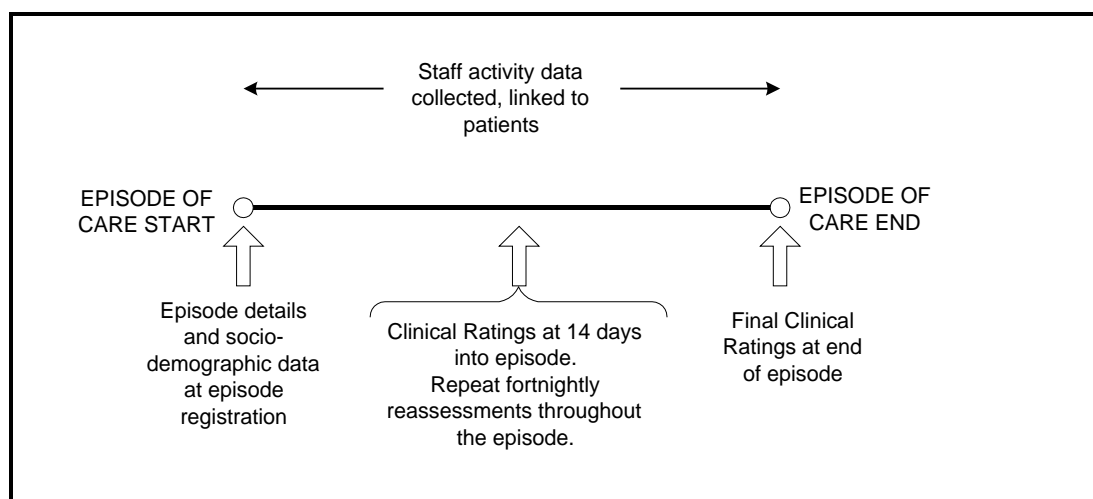 Staff activity data
collected, linked to
patients
EPISODE OF
CARE START
EPISODE OF
CARE END
Episode details
and socio-
demographic data
at episode
registration
Clinical Ratings at 14 days
into episode.
Repeat fortnightly
reassessments throughout
the episode.
Final Clinical
Ratings at end
of episode